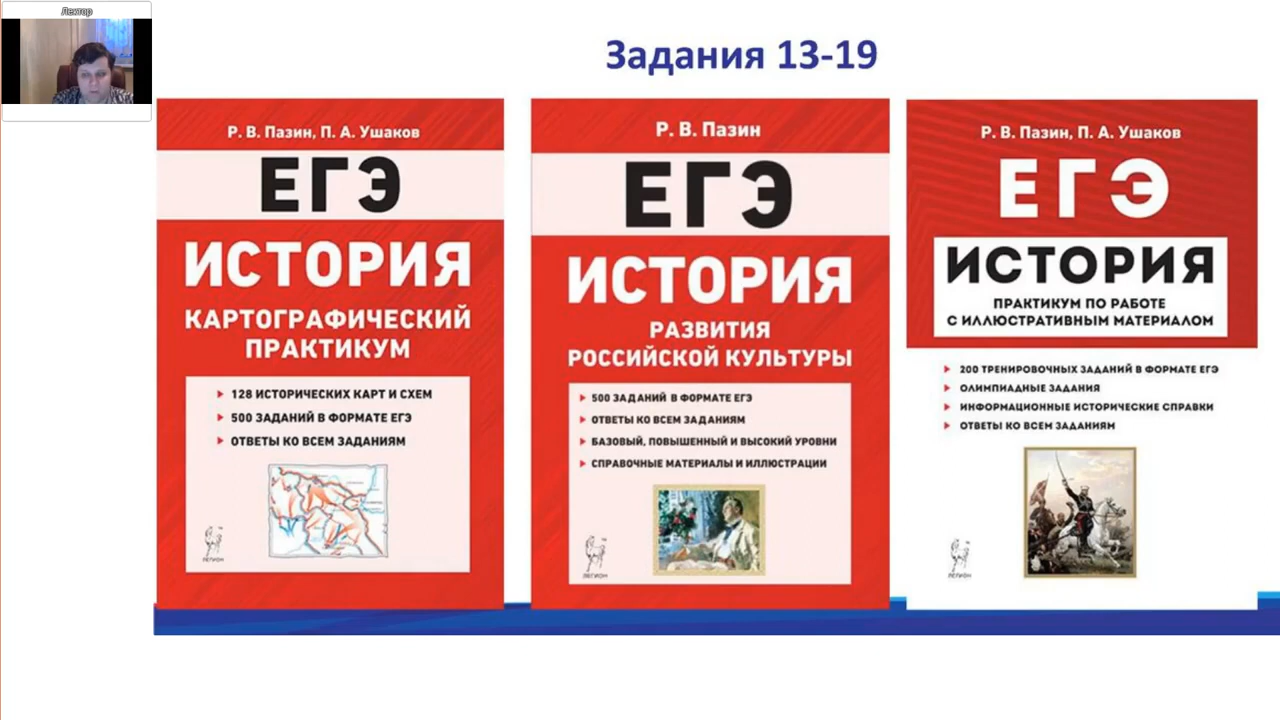 Лектор
Задания 13-19
Р. В. Пазин, П. А. Ушаков
ЕГЭ
ИСТОРИЯ
КАРТОГРАФИЧЕСКИЙ
ПРАКТИКУМ
128 ИСТОРИЧЕСКИХ КАРТ И СХЕМ
500 ЗАДАНИЙ В ФОРМАТЕ ЕГЭ
ОТВЕТЫ КО ВСЕМ ЗАДАНИЯМ
ЛЕГИОН
Р. В. Пазин
ЕГЭ
ИСТОРИЯ
РАЗВИТИЯ
РОССИЙСКОЙ КУЛЬТУРЫ
500 ЗАДАНИЙ В ФОРМАТЕ ЕГЭ
ОТВЕТЫ КО ВСЕМ ЗАДАНИЯМ
БАЗОВЫЙ, ПОВЫШЕННЫЙ И ВЫСОКИЙ УРОВНИ
СПРАВОЧНЫЕ МАТЕРИАЛЫ И ИЛЛЮСТРАЦИИ
ЛЕГИОН
Р. В. Пазин, П. А. Ушаков
ЕГЭ
ИСТОРИЯ
ПРАКТИКУМ ПО РАБОТЕ
С ИЛЛЮСТРАТИВНЫМ МАТЕРИАЛОМ
200 ТРЕНИРОВОЧНЫХ ЗАДАНИЙ В ФОРМАТЕ ЕГЭ
ОЛИМПИАДНЫЕ ЗАДАНИЯ
ИНФОРМАЦИОННЫЕ ИСТОРИЧЕСКИЕ СПРАВКИ
ОТВЕТЫ КО ВСЕМ ЗАДАНИЯМ
ЛЕГИОН